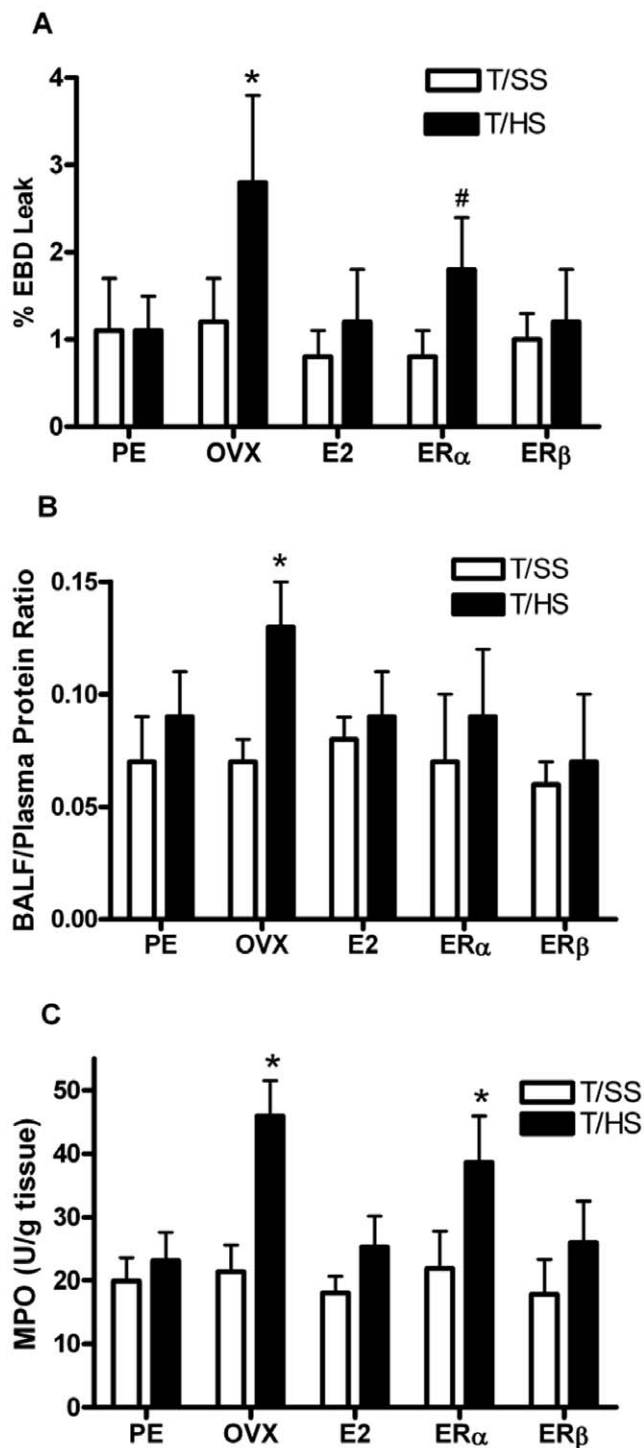 A
*
T/SS
T/HS
#
% EBD Leak
4
3
2
1
0
PE OVX E2 ERα ERβ
B
*
T/SS
T/HS
BALF/Plasma Protein Ratio
0.15
0.10
0.05
0.00
PE OVX E2 ERα ERβ
C
*
*
T/SS
T/HS
MPO (U/g tissue)
50
40
30
20
10
0
PE OVX E2 ERα ERβ